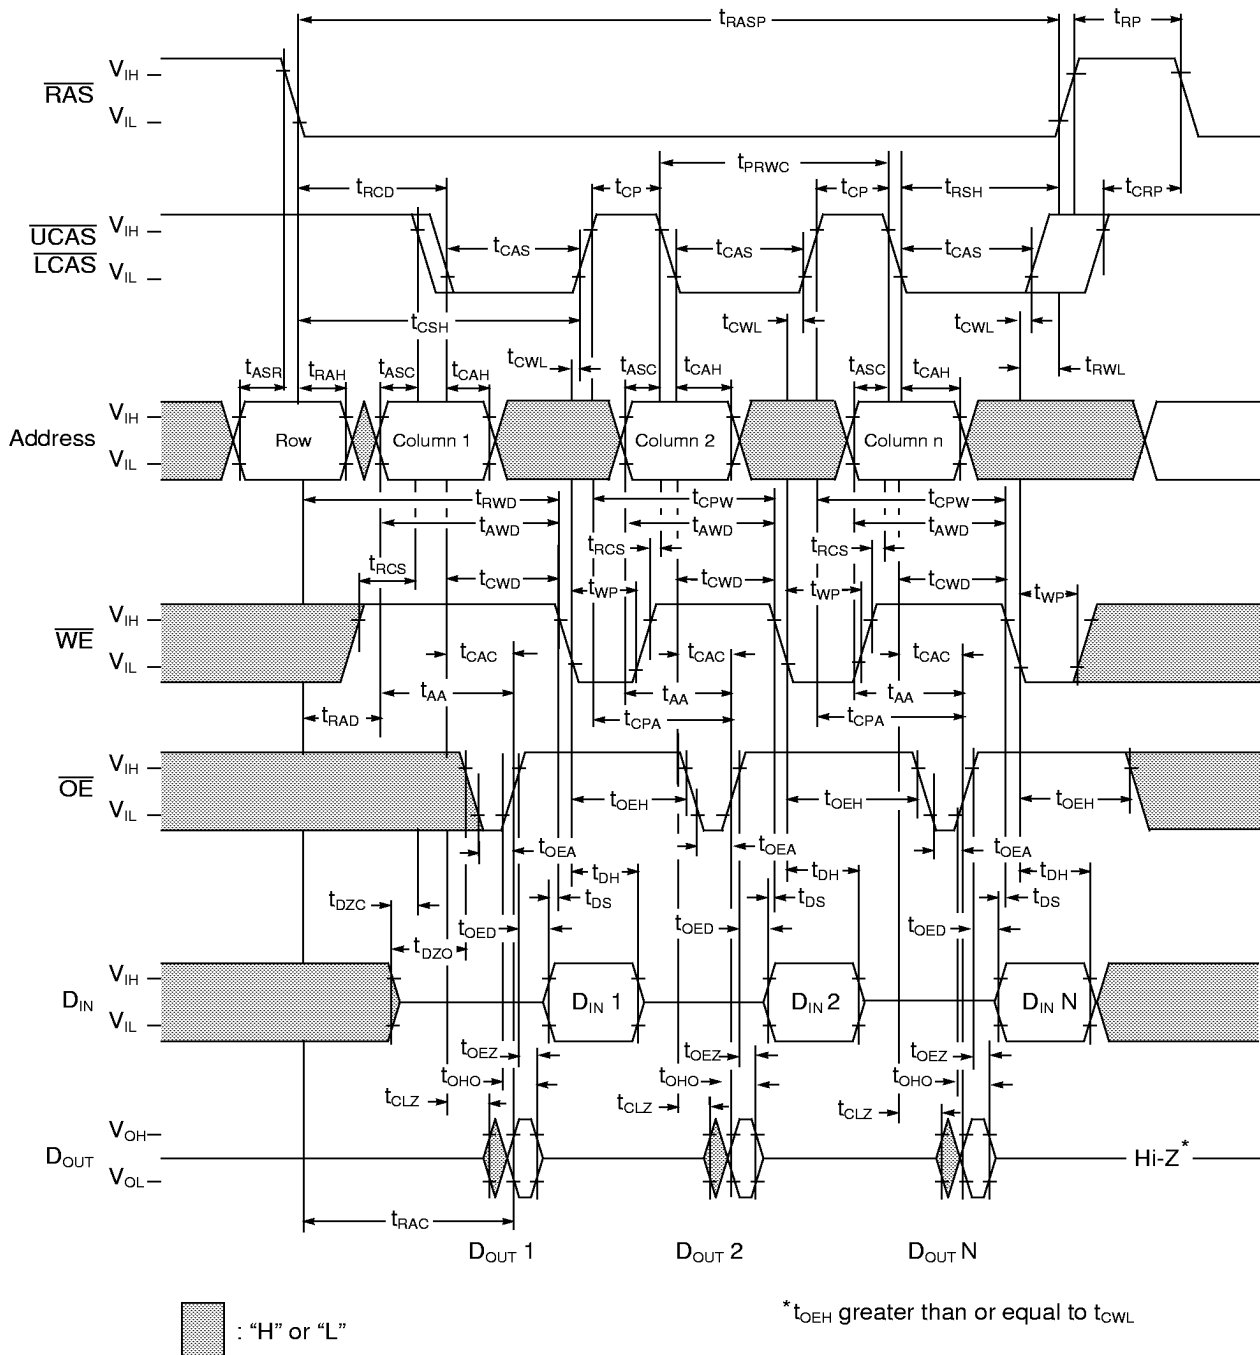 tRASP tRP
RAS VIH
VIL
tPRWC
tRCD tCP tCP tRSH tCRP
UCAS VIH
LCAS VIL
tCAS tCAS tCAS
tCSH tCWL tCWL
tCWL tRWL
tASR tRAH tASC tCAH tASC tCAH tASC tCAH
Address VIH
VIL
Row Column 1 Column 2 Column n
tRWD tCPW tCPW
tAWD tAWD tAWD
tRCS tRCS
tRCS tCWD tWP tCWD tWP tCWD tWP
WE VIH
VIL
tCAC tCAC tCAC
tAA tAA tAA
tRAD tCPA tCPA
OE VIH
VIL
tOEH tOEH tOEH
tOEA tOEA tOEA
tDH tDH tDH
tDZC tDS tDS tDS
tOED tOED tOED
tDZO
DIN VIH
VIL
DIN 1 DIN 2 DIN N
tOEZ tOEZ tOEZ
tOHO tOHO tOHO
tCLZ tCLZ tCLZ
DOUT VOH
VOL
Hi-Z*
tRAC
DOUT 1 DOUT 2 DOUT N
*tOEH greater than or equal to tCWL
: “H” or “L”